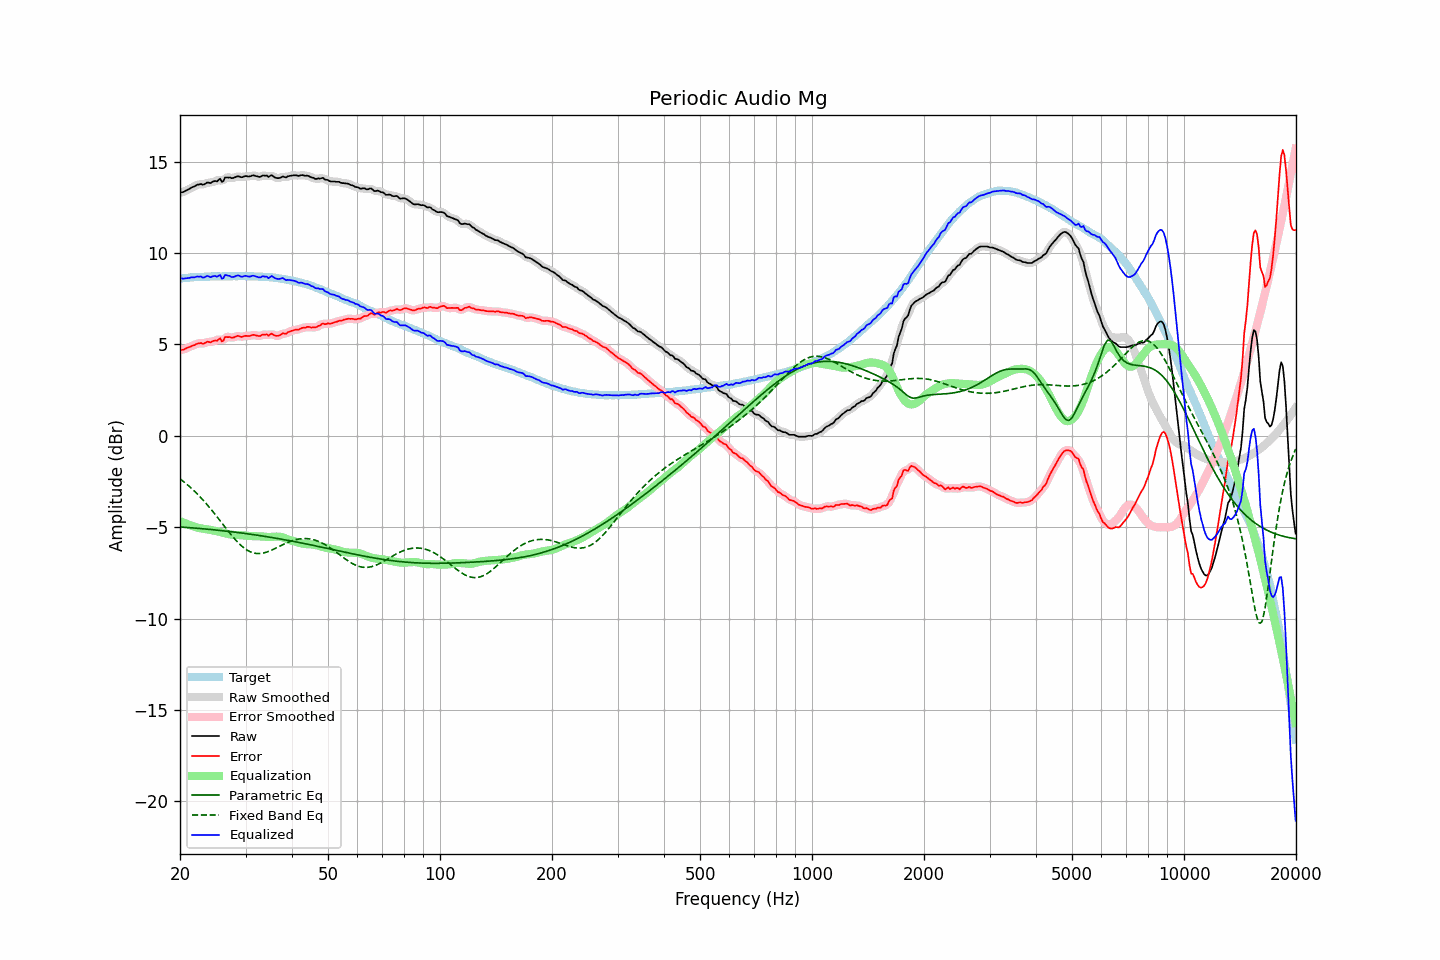 Periodic Audio Mg
15
10
5
0
−5
−10
−15
−20
Amplitude (dBr)
Target
Raw Smoothed
Error Smoothed
Raw
Error
Equalization
Parametric Eq
Fixed Band Eq
Equalized
20 50 100 200 500 1000 2000 5000 10000 20000
Frequency (Hz)